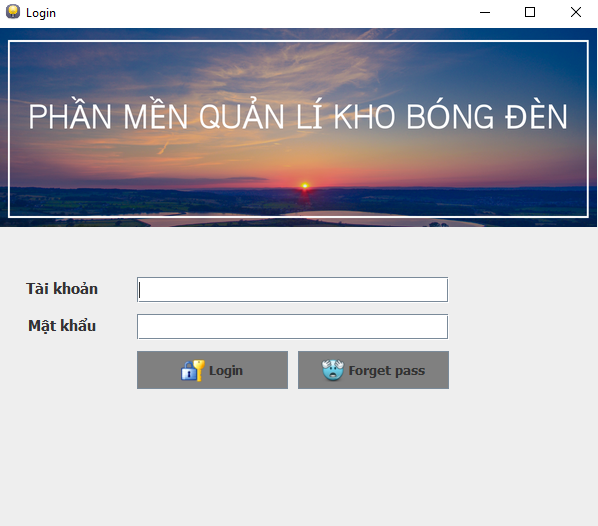 Login
PHẦN MỀN QUẢN LÍ KHO BÓNG ĐÈN
Tài khoản
Mật khẩu
Login
Forget pass